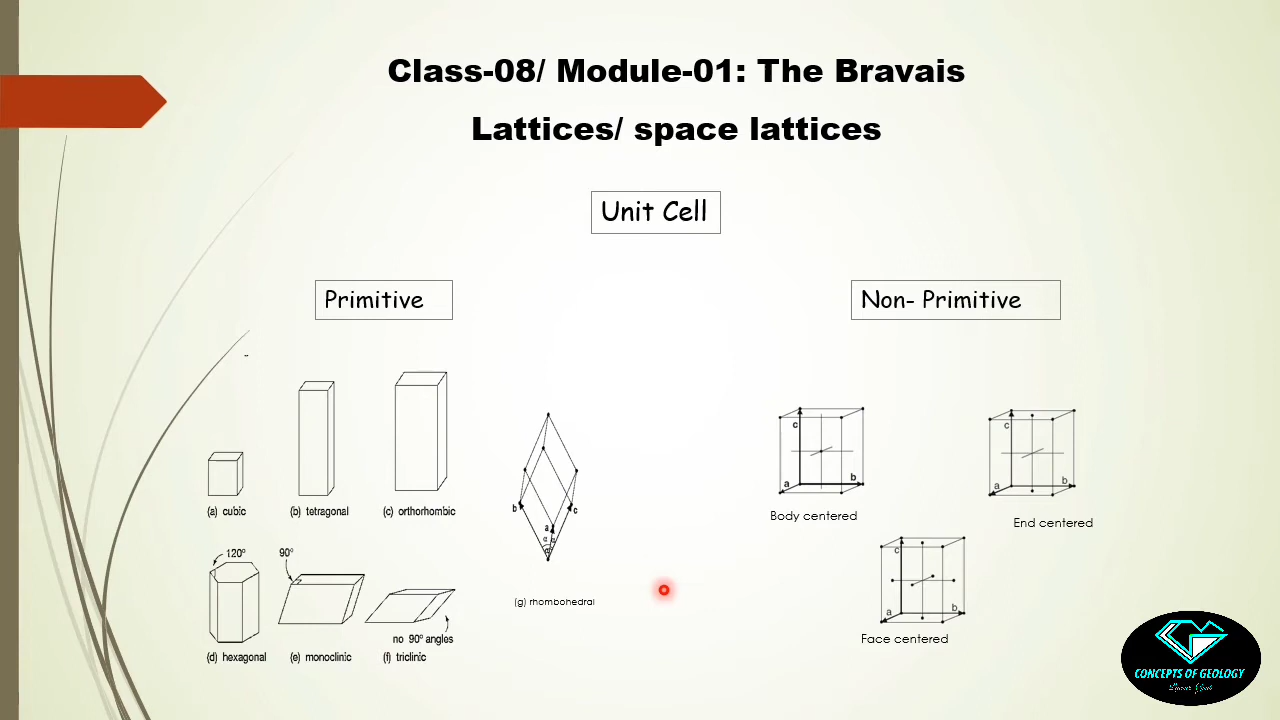 Class-08/ Module-01: The Bravais
Lattices/ space lattices
Unit Cell
Primitive
Non- Primitive
(a) cubic
(b) tetragonal
(c) orthorhombic
120°
90°
no 90° angles
(d) hexagonal
(e) monoclinic
(f) triclinic
b
c
a
α
α
(g) rhombohedral
c
a
b
Body centered
c
a
b
End centered
c
a
b
Face centered
CONCEPTS OF GEOLOGY